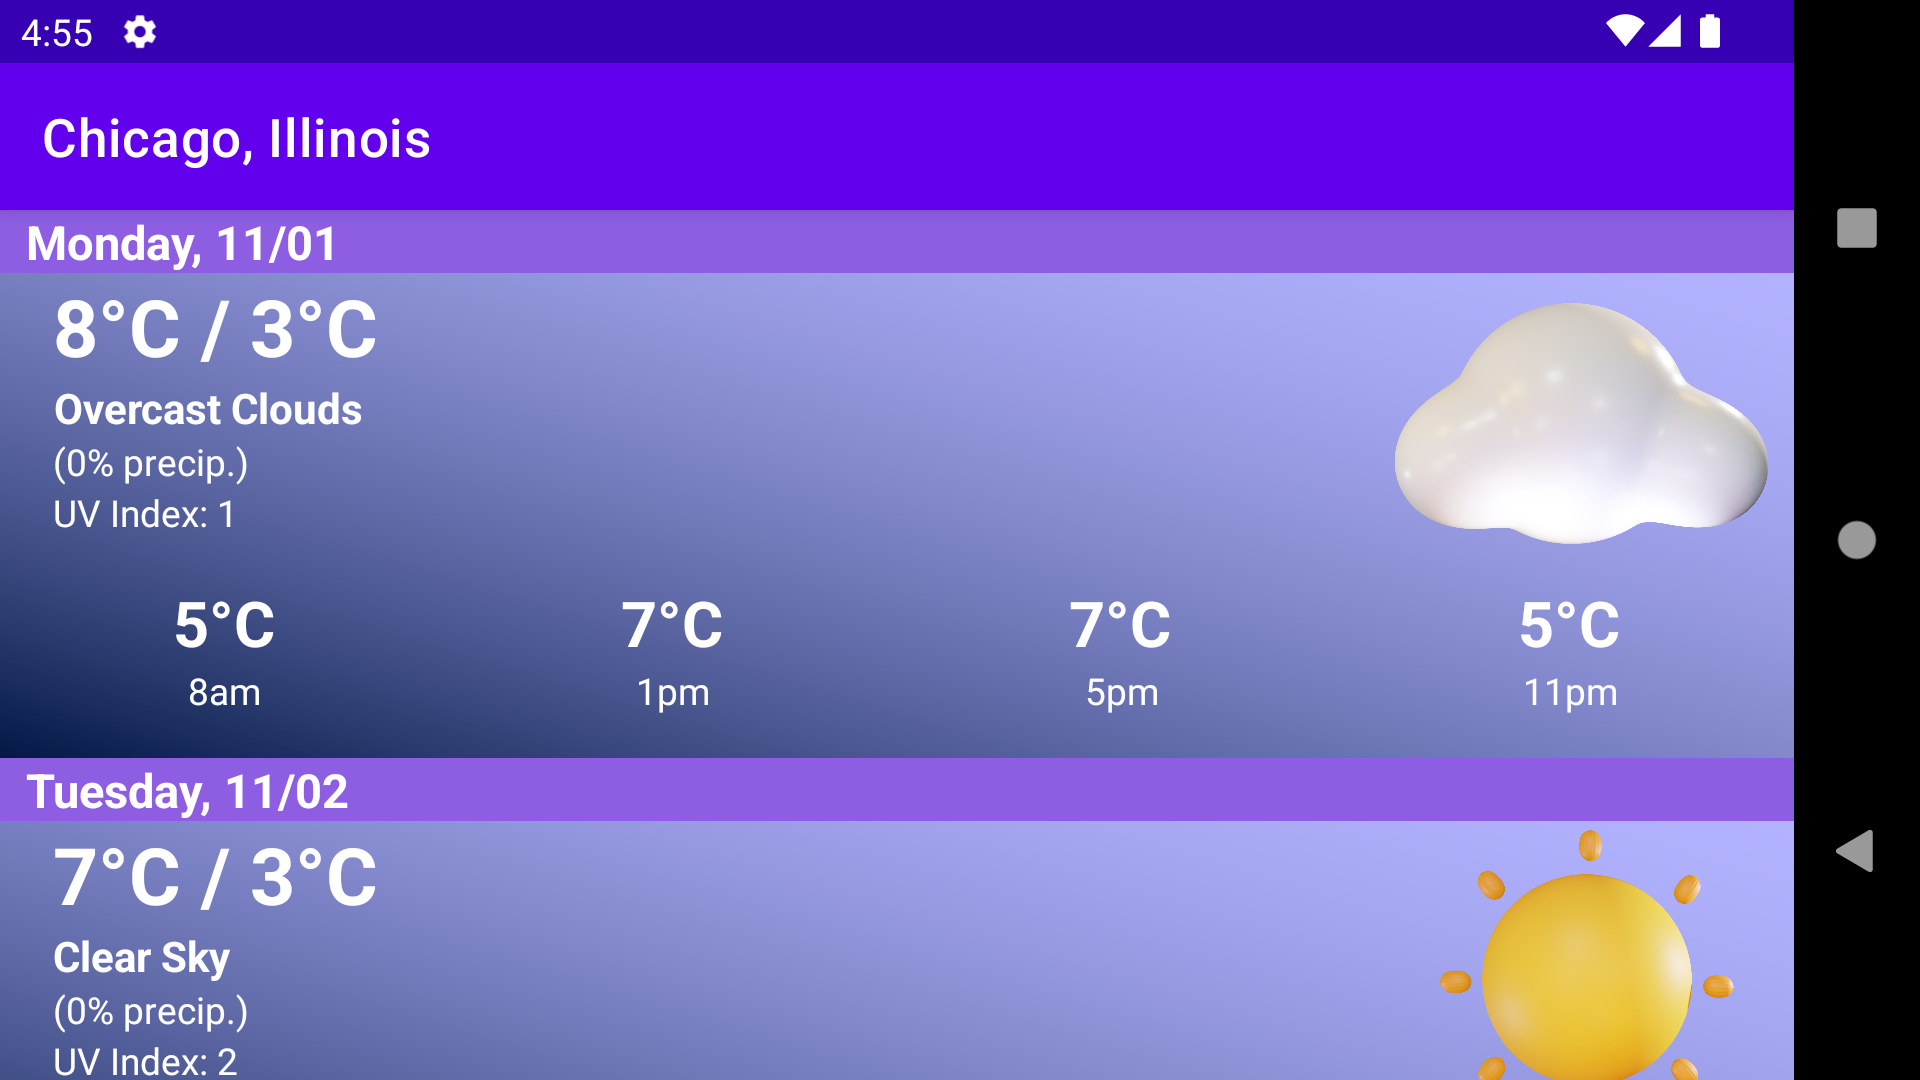 4:55
Chicago, Illinois
Monday, 11/01
8°C / 3°C
Overcast Clouds
(0% precip.)
UV Index: 1
5°C 7°C 7°C 5°C
8am 1pm 5pm 11pm
Tuesday, 11/02
7°C / 3°C
Clear Sky
(0% precip.)
UV Index: 2